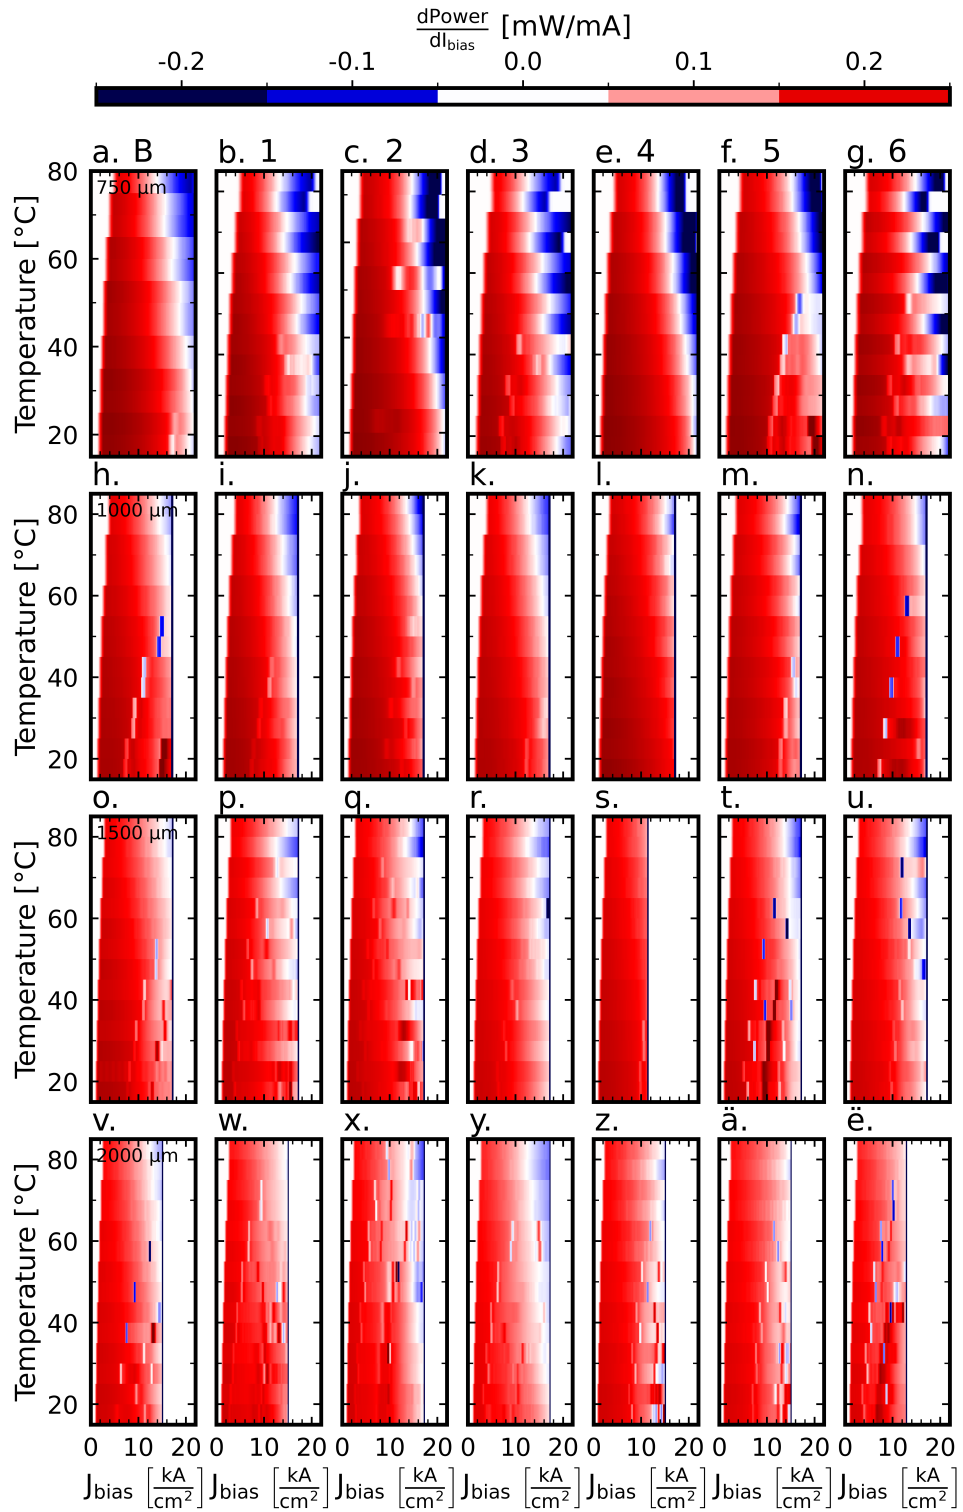 dPower/dI_bias [mW/mA]
-0.2 -0.1 0.0 0.1 0.2
a. B b. 1 c. 2 d. 3 e. 4 f. 5 g. 6
750 μm
Temperature [°C]
80
60
40
20
h. i. j. k. l. m. n.
1000 μm
Temperature [°C]
80
60
40
20
o. p. q. r. s. t. u.
1500 μm
Temperature [°C]
80
60
40
20
v. w. x. y. z. ä. ë.
2000 μm
Temperature [°C]
80
60
40
20
0 10 20 0 10 20 0 10 20 0 10 20 0 10 20 0 10 20 0 10 20
J_bias [kA/cm²] J_bias [kA/cm²] J_bias [kA/cm²] J_bias [kA/cm²] J_bias [kA/cm²] J_bias [kA/cm²] J_bias [kA/cm²]